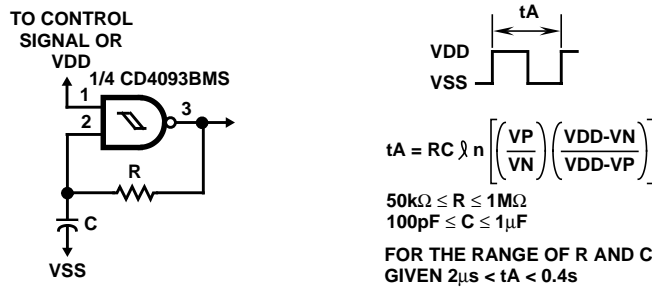 TO CONTROL
SIGNAL OR
VDD
1/4 CD4093BMS
1
2
3
R
C
VSS
tA
VDD
VSS
tA = RC ℓn [(VP/VN) (VDD-VN/VDD-VP)]
50kΩ ≤ R ≤ 1MΩ
100pF ≤ C ≤ 1μF
FOR THE RANGE OF R AND C
GIVEN 2μs < tA < 0.4s